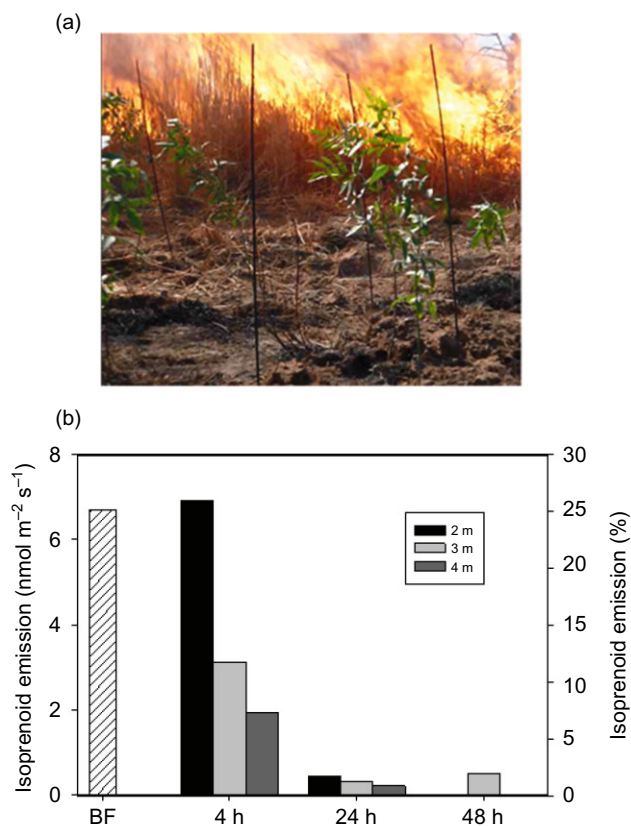 (a)
(b)
Isoprenoid emission (nmol m⁻² s⁻¹)
8
6
4
2
0
2 m
3 m
4 m
30
25
20
15
10
5
0
Isoprenoid emission (%)
BF 4 h 24 h 48 h